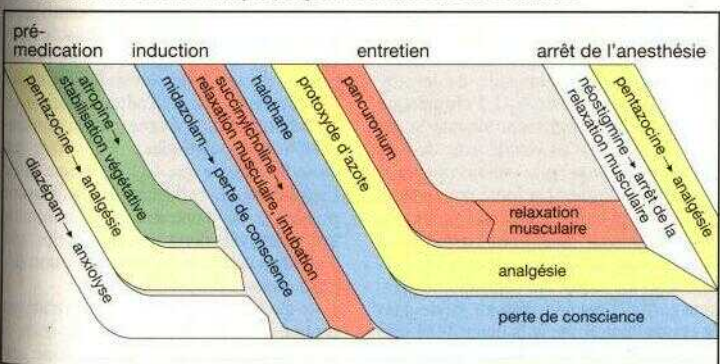 pré-
medication
induction
entretien
arrêt de l'anesthésie
diazépam → anxiolyse
pentazocine → analgésie
atropine →
stabilisation végétative
midazolam → perte de conscience
succinylcholine →
relaxation musculaire, intubation
halothane
protoxyde d'azote
pancuronium
néostigmine → arrêt de la
relaxation musculaire
pentazocine → analgésie
relaxation
musculaire
analgésie
perte de conscience